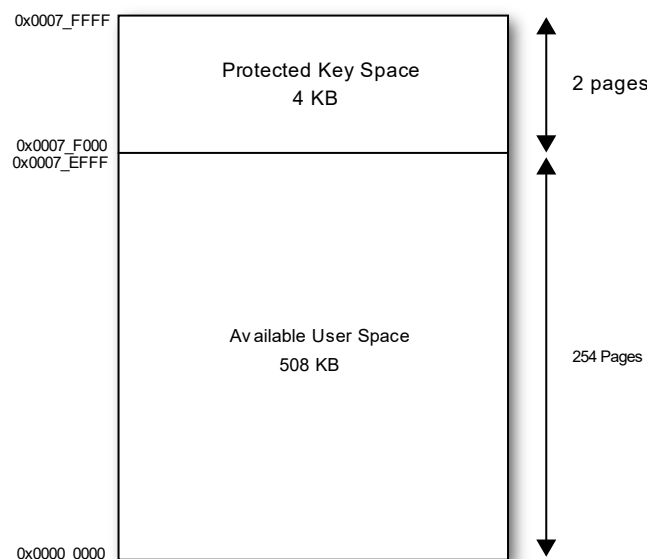 0x0007_FFFF
Protected Key Space
4 KB
2 pages
0x0007_F000
0x0007_EFFF
Available User Space
508 KB
254 Pages
0x0000_0000